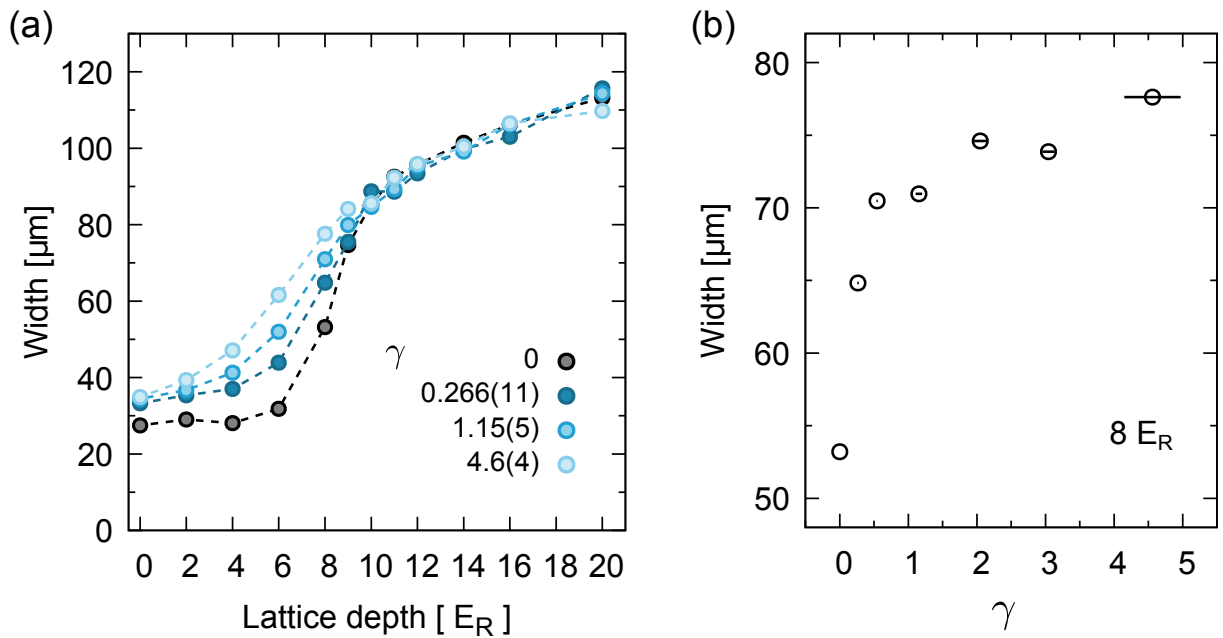 (a)
Width [μm]
120
100
80
60
40
20
0
γ
0
0.266(11)
1.15(5)
4.6(4)
0 2 4 6 8 10 12 14 16 18 20
Lattice depth [ E_R ]
(b)
Width [μm]
80
70
60
50
8 E_R
0 1 2 3 4 5
γ